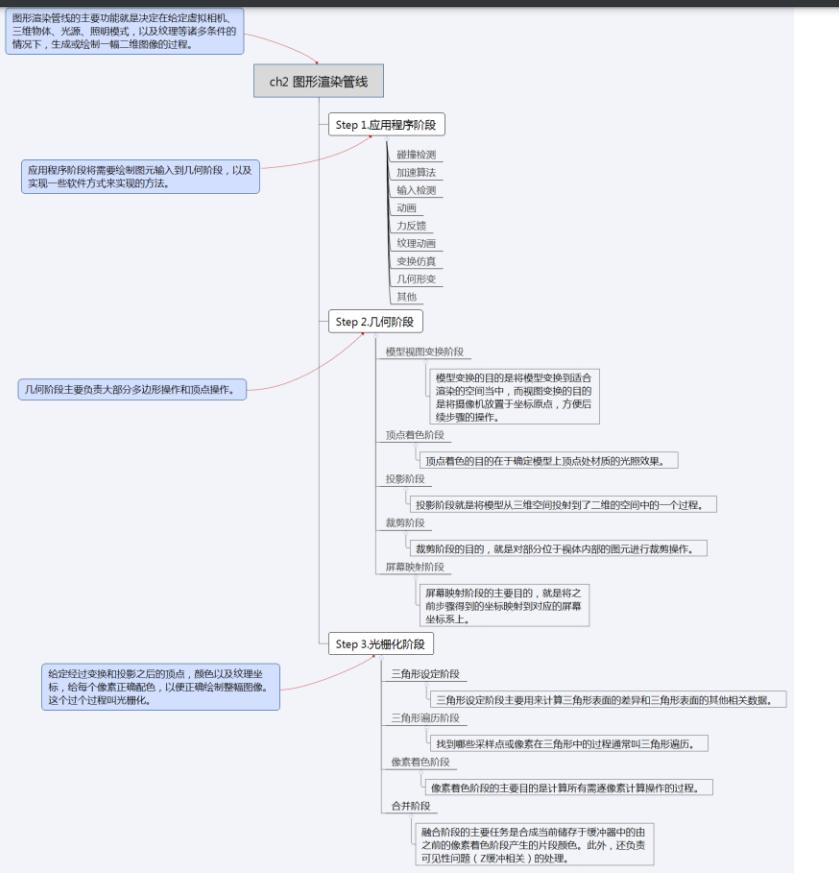 图形渲染管线的主要功能就是决定在给定虚拟相机、
三维物体、光源、照明模式，以及纹理等诸多条件的
情况下，生成或绘制一幅二维图像的过程。
ch2 图形渲染管线
Step 1.应用程序阶段
应用程序阶段将需要绘制图元输入到几何阶段，以及
实现一些软件方式来实现的方法。
碰撞检测
加速算法
输入检测
动画
力反馈
纹理动画
变换仿真
几何形变
其他
Step 2.几何阶段
几何阶段主要负责大部分多边形操作和顶点操作。
模型视图变换阶段
模型变换的目的是将模型变换到适合
渲染的空间当中，而视图变换的目的
是将摄像机放置于坐标原点，方便后
续步骤的操作。
顶点着色阶段
顶点着色的目的在于确定模型上顶点处材质的光照效果。
投影阶段
投影阶段就是将模型从三维空间投射到了二维的空间中的一个过程。
裁剪阶段
裁剪阶段的目的，就是对部分位于视体内部的图元进行裁剪操作。
屏幕映射阶段
屏幕映射阶段的主要目的，就是将之
前步骤得到的坐标映射到对应的屏幕
坐标系上。
Step 3.光栅化阶段
给定经过变换和投影之后的顶点，颜色以及纹理坐
标，给每个像素正确配色，以便正确绘制整幅图像。
这个过个过程叫光栅化。
三角形设定阶段
三角形设定阶段主要用来计算三角形表面的差异和三角形表面的其他相关数据。
三角形遍历阶段
找到哪些采样点或像素在三角形中的过程通常叫三角形遍历。
像素着色阶段
像素着色阶段的主要目的是计算所有需逐像素计算操作的过程。
合并阶段
融合阶段的主要任务是合成当前储存于缓冲器中的由
之前的像素着色阶段产生的片段颜色。此外，还负责
可见性问题（Z缓冲相关）的处理。